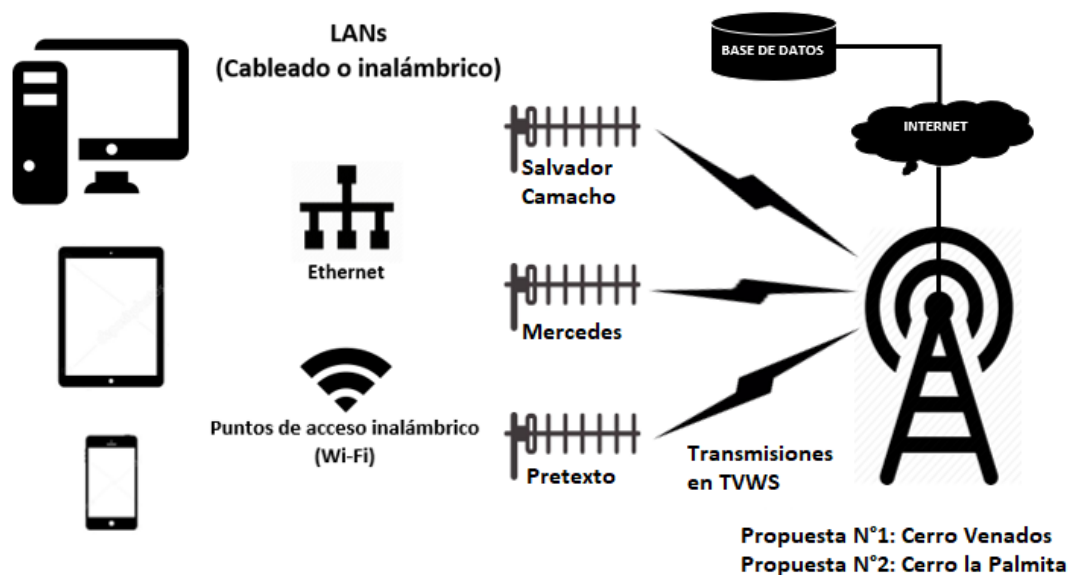 LANs
(Cableado o inalámbrico)
BASE DE DATOS
INTERNET
Salvador
Camacho
Ethernet
Mercedes
Puntos de acceso inalámbrico
(Wi-Fi)
Pretexto
Transmisiones
en TVWS
Propuesta N°1: Cerro Venados
Propuesta N°2: Cerro la Palmita